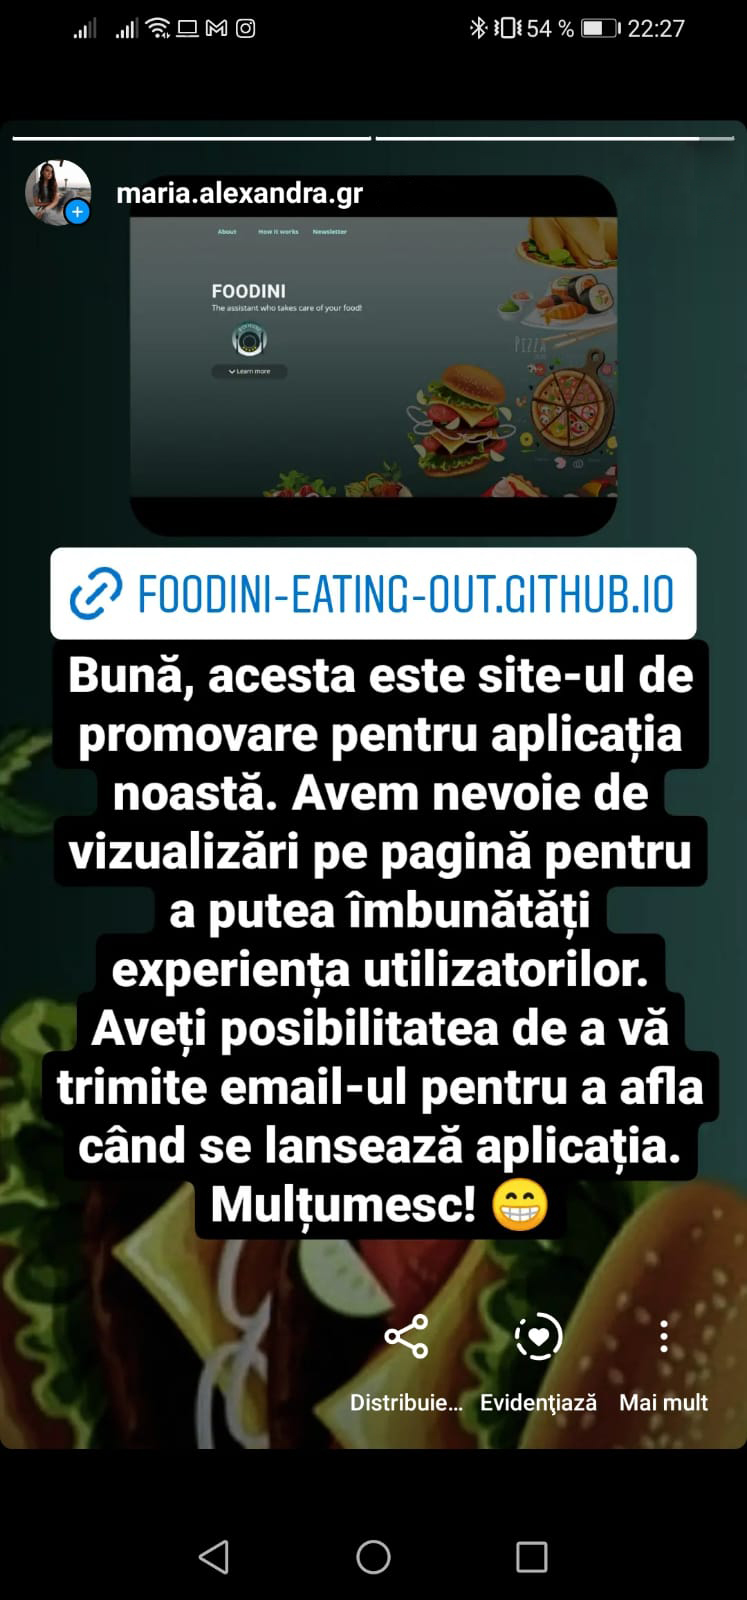 54 % 22:27
maria.alexandra.gr
About How it works Newsletter
FOODINI
The assistant who takes care of your food!
Learn more
PIZZA
FOODINI-EATING-OUT.GITHUB.IO
Bună, acesta este site-ul de
promovare pentru aplicația
noastă. Avem nevoie de
vizualizări pe pagină pentru
a putea îmbunătăți
experiența utilizatorilor.
Aveți posibilitatea de a vă
trimite email-ul pentru a afla
când se lansează aplicația.
Mulțumesc! 😁
Distribuie... Evidenţiază Mai mult